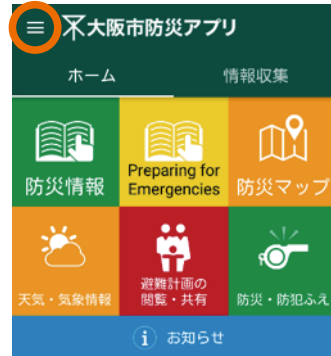 大阪市防災アプリ
ホーム
情報収集
防災情報
Preparing for
Emergencies
防災マップ
天気・気象情報
避難計画の
閲覧・共有
防災・防犯ふえ
お知らせ